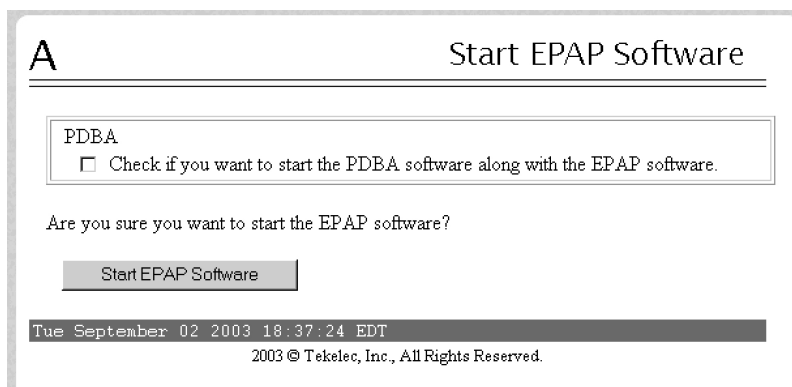 A
Start EPAP Software
PDBA
Check if you want to start the PDBA software along with the EPAP software.
Are you sure you want to start the EPAP software?
Start EPAP Software
Tue September 02 2003 18:37:24 EDT
2003 © Tekelec, Inc., All Rights Reserved.